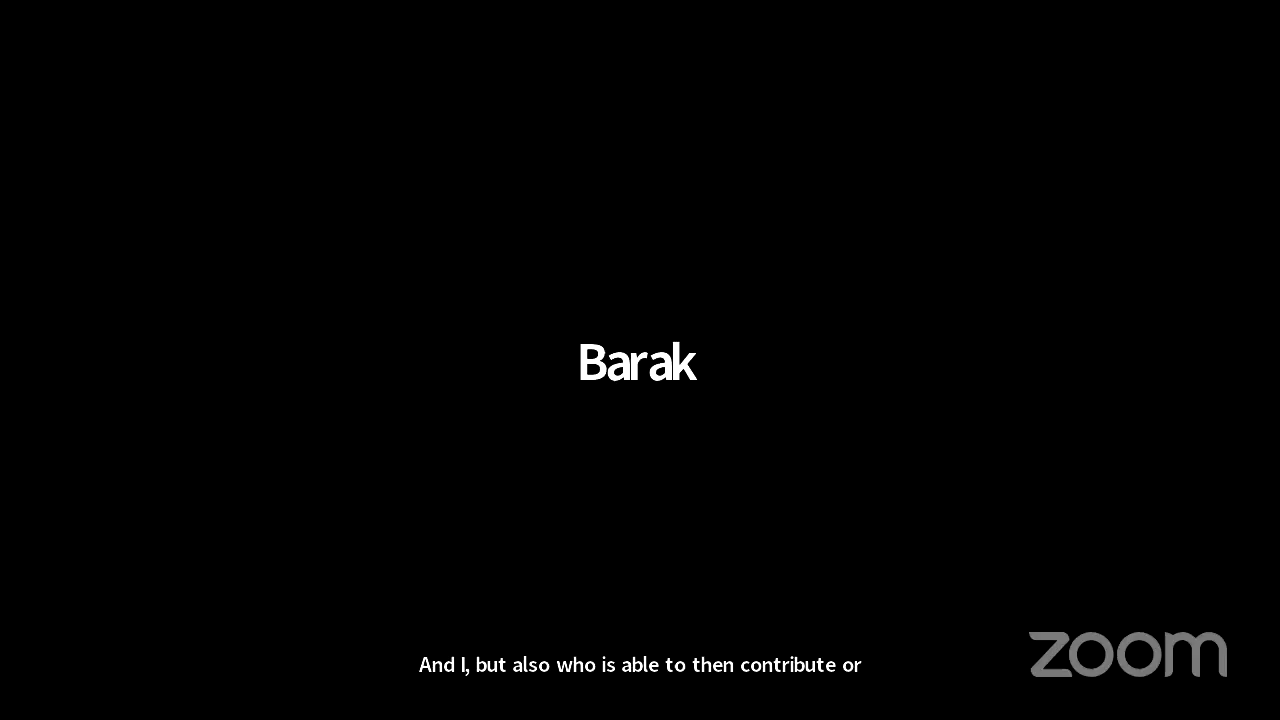 Barak
And I, but also who is able to then contribute or
zoom